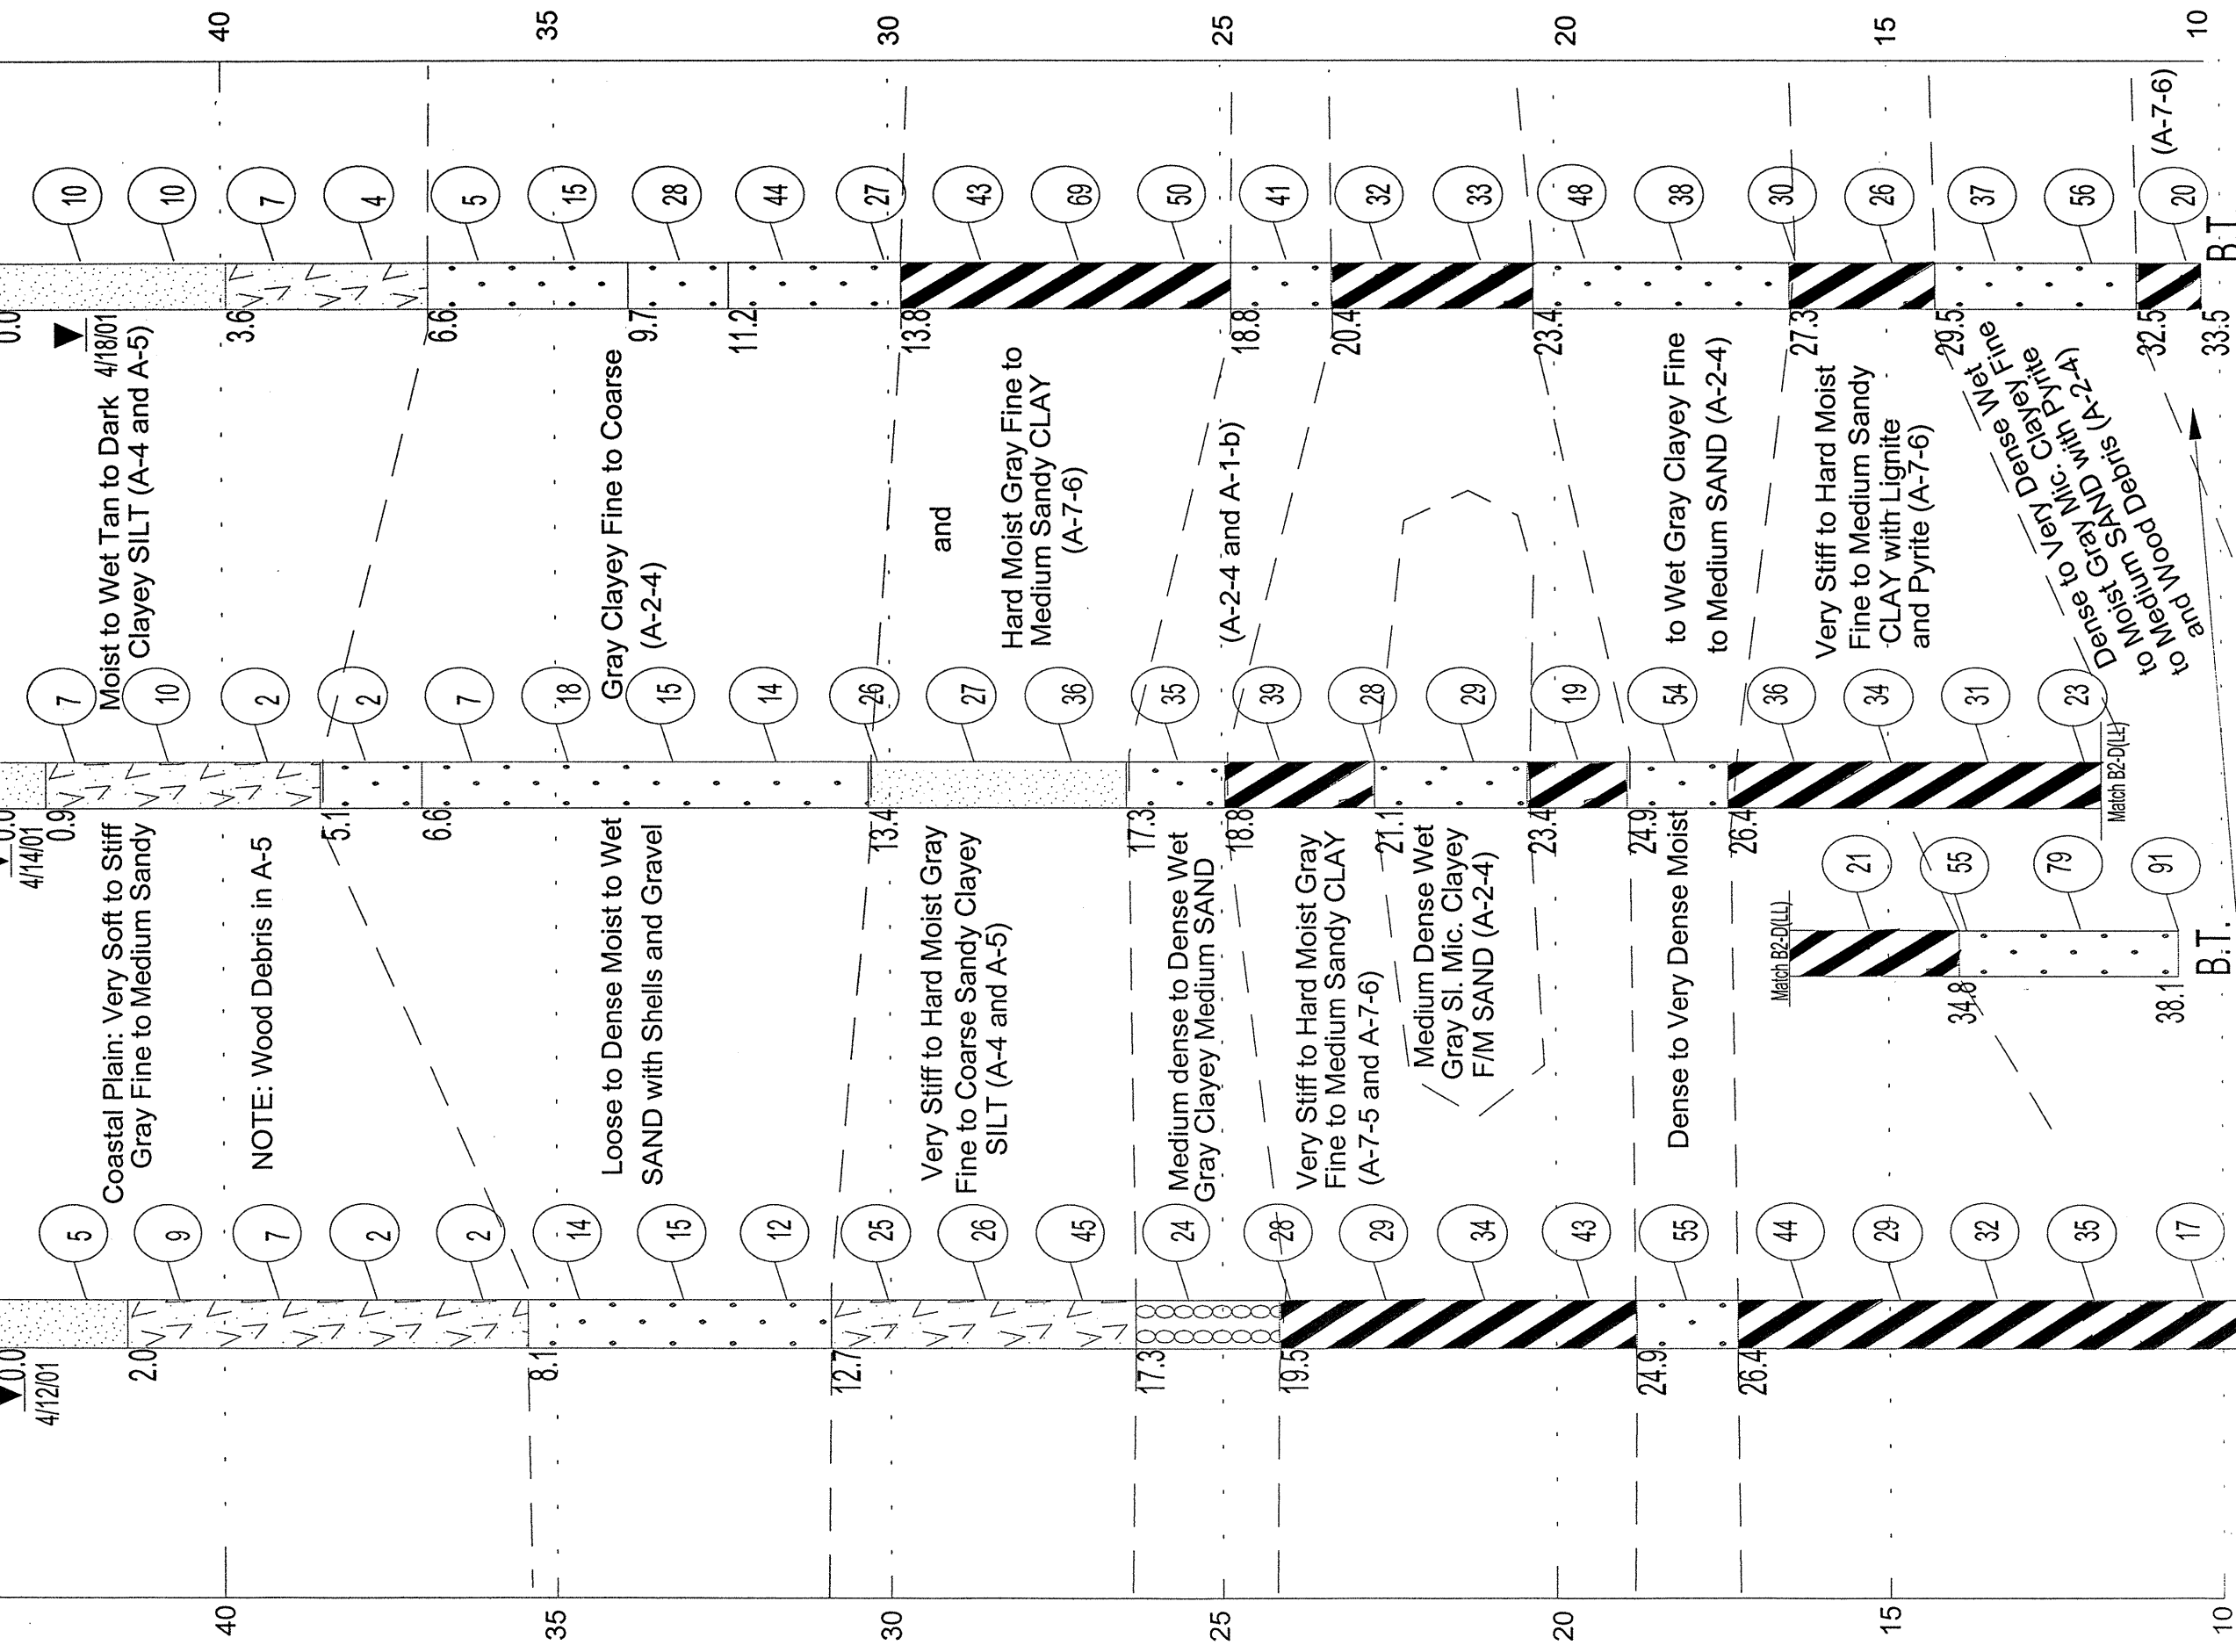 40
35
30
25
20
15
10
0.0
4/12/01
2.0
8.1
12.7
17.3
19.5
24.9
26.4
5
9
7
2
2
14
15
12
25
26
45
24
28
29
34
43
55
44
29
32
35
17
Coastal Plain: Very Soft to Stiff
Gray Fine to Medium Sandy
NOTE: Wood Debris in A-5
Loose to Dense Moist to Wet
SAND with Shells and Gravel
Very Stiff to Hard Moist Gray
Fine to Coarse Sandy Clayey
SILT (A-4 and A-5)
Medium dense to Dense Wet
Gray Clayey Medium SAND
Very Stiff to Hard Moist Gray
Fine to Medium Sandy CLAY
(A-7-5 and A-7-6)
Medium Dense Wet
Gray Sl. Mic. Clayey
F/M SAND (A-2-4)
Dense to Very Dense Moist
Match B2-D(LL)
34.8
38.1
21
55
79
91
B.T.
0.0
4/14/01
0.9
5.1
6.6
13.4
17.3
18.8
21.1
23.4
24.9
26.4
Match B2-D(LL)
7
10
2
2
7
18
15
14
26
27
36
35
39
28
29
19
54
36
34
31
23
Moist to Wet Tan to Dark
Clayey SILT (A-4 and A-5)
Gray Clayey Fine to Coarse
(A-2-4)
and
Hard Moist Gray Fine to
Medium Sandy CLAY
(A-7-6)
(A-2-4 and A-1-b)
to Wet Gray Clayey Fine
to Medium SAND (A-2-4)
Very Stiff to Hard Moist
Fine to Medium Sandy
CLAY with Lignite
and Pyrite (A-7-6)
Dense to Very Dense Wet
to Moist Gray Mic. Clayey Fine
to Medium SAND with Pyrite
and Wood Debris (A-2-4)
0.0
4/18/01
3.6
6.6
9.7
11.2
13.8
18.8
20.4
23.4
27.3
29.5
32.5
33.5
10
10
7
4
5
15
28
44
27
43
69
50
41
32
33
48
38
30
26
37
56
20
B.T.
(A-7-6)
40
35
30
25
20
15
10